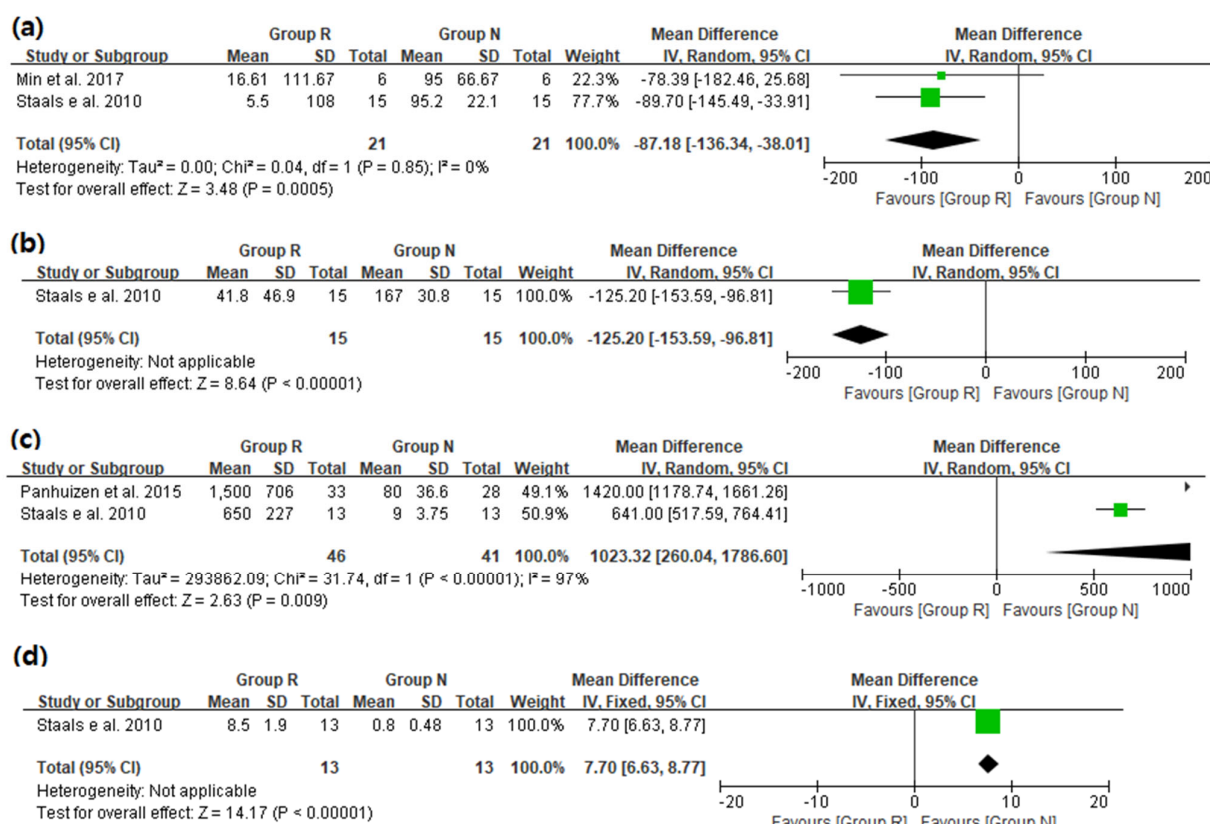 (a)
Group R Group N Mean Difference Mean Difference
Study or Subgroup Mean SD Total Mean SD Total Weight IV, Random, 95% CI IV, Random, 95% CI
Min et al. 2017 16.61 111.67 6 95 66.67 6 22.3% -78.39 [-182.46, 25.68]
Staals e al. 2010 5.5 108 15 95.2 22.1 15 77.7% -89.70 [-145.49, -33.91]
Total (95% CI) 21 21 100.0% -87.18 [-136.34, -38.01]
Heterogeneity: Tau² = 0.00; Chi² = 0.04, df = 1 (P = 0.85); I² = 0%
Test for overall effect: Z = 3.48 (P = 0.0005)
-200 -100 0 100 200
Favours [Group R] Favours [Group N]
(b)
Group R Group N Mean Difference Mean Difference
Study or Subgroup Mean SD Total Mean SD Total Weight IV, Random, 95% CI IV, Random, 95% CI
Staals e al. 2010 41.8 46.9 15 167 30.8 15 100.0% -125.20 [-153.59, -96.81]
Total (95% CI) 15 15 100.0% -125.20 [-153.59, -96.81]
Heterogeneity: Not applicable
Test for overall effect: Z = 8.64 (P < 0.00001)
-200 -100 0 100 200
Favours [Group R] Favours [Group N]
(c)
Group R Group N Mean Difference Mean Difference
Study or Subgroup Mean SD Total Mean SD Total Weight IV, Random, 95% CI IV, Random, 95% CI
Panhuizen et al. 2015 1,500 706 33 80 36.6 28 49.1% 1420.00 [1178.74, 1661.26]
Staals e al. 2010 650 227 13 9 3.75 13 50.9% 641.00 [517.59, 764.41]
Total (95% CI) 46 41 100.0% 1023.32 [260.04, 1786.60]
Heterogeneity: Tau² = 293862.09; Chi² = 31.74, df = 1 (P < 0.00001); I² = 97%
Test for overall effect: Z = 2.63 (P = 0.009)
-1000 -500 0 500 1000
Favours [Group R] Favours [Group N]
(d)
Group R Group N Mean Difference Mean Difference
Study or Subgroup Mean SD Total Mean SD Total Weight IV, Fixed, 95% CI IV, Fixed, 95% CI
Staals e al. 2010 8.5 1.9 13 0.8 0.48 13 100.0% 7.70 [6.63, 8.77]
Total (95% CI) 13 13 100.0% 7.70 [6.63, 8.77]
Heterogeneity: Not applicable
Test for overall effect: Z = 14.17 (P < 0.00001)
-20 -10 0 10 20
Favours [Group R] Favours [Group N]